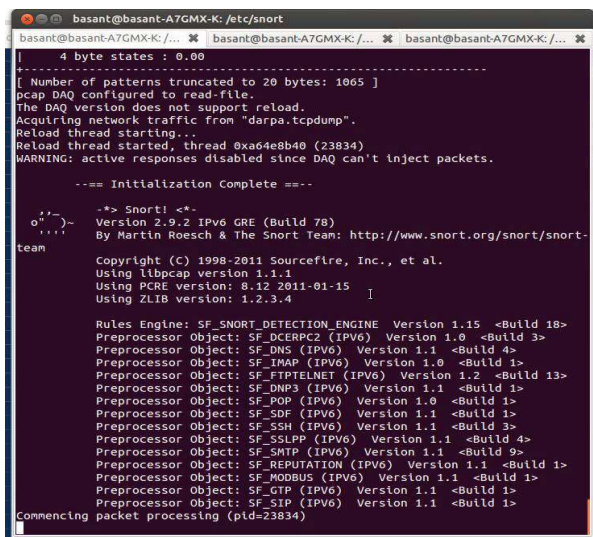 basant@basant-A7GMX-K: /etc/snort
basant@basant-A7GMX-K: /... ✖ basant@basant-A7GMX-K: /... ✖ basant@basant-A7GMX-K: /... ✖
|     4 byte states : 0.00
+----------------------------------------------------------------
[ Number of patterns truncated to 20 bytes: 1065 ]
pcap DAQ configured to read-file.
The DAQ version does not support reload.
Acquiring network traffic from "darpa.tcpdump".
Reload thread starting...
Reload thread started, thread 0xa64e8b40 (23834)
WARNING: active responses disabled since DAQ can't inject packets.
--== Initialization Complete ==--
,,_     -*> Snort! <*-
o"  )~   Version 2.9.2 IPv6 GRE (Build 78)
''''    By Martin Roesch & The Snort Team: http://www.snort.org/snort/snort-
team
Copyright (C) 1998-2011 Sourcefire, Inc., et al.
Using libpcap version 1.1.1
Using PCRE version: 8.12 2011-01-15
Using ZLIB version: 1.2.3.4
Rules Engine: SF_SNORT_DETECTION_ENGINE  Version 1.15  <Build 18>
Preprocessor Object: SF_DCERPC2 (IPV6)  Version 1.0  <Build 3>
Preprocessor Object: SF_DNS (IPV6)  Version 1.1  <Build 4>
Preprocessor Object: SF_IMAP (IPV6)  Version 1.0  <Build 1>
Preprocessor Object: SF_FTPTELNET (IPV6)  Version 1.2  <Build 13>
Preprocessor Object: SF_DNP3 (IPV6)  Version 1.1  <Build 1>
Preprocessor Object: SF_POP (IPV6)  Version 1.0  <Build 1>
Preprocessor Object: SF_SDF (IPV6)  Version 1.1  <Build 1>
Preprocessor Object: SF_SSH (IPV6)  Version 1.1  <Build 3>
Preprocessor Object: SF_SSLPP (IPV6)  Version 1.1  <Build 4>
Preprocessor Object: SF_SMTP (IPV6)  Version 1.1  <Build 9>
Preprocessor Object: SF_REPUTATION (IPV6)  Version 1.1  <Build 1>
Preprocessor Object: SF_MODBUS (IPV6)  Version 1.1  <Build 1>
Preprocessor Object: SF_GTP (IPV6)  Version 1.1  <Build 1>
Preprocessor Object: SF_SIP (IPV6)  Version 1.1  <Build 1>
Commencing packet processing (pid=23834)